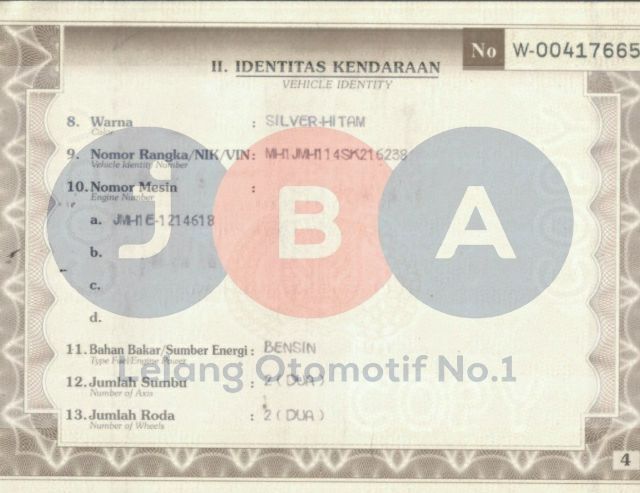 No W-00417665
II. IDENTITAS KENDARAAN
VEHICLE IDENTITY
8. Warna : SILVER-HITAM
Color
9. Nomor Rangka/NIK/VIN: MH1JMH114SK216238
Vehicle Identity Number
10. Nomor Mesin :
Engine Number
a. JMH1E-1214618
b.
c.
d.
jBA
11. Bahan Bakar/Sumber Energi : BENSIN
Type Fuel/Engine Power
Lelang Otomotif No.1
12. Jumlah Sumbu : 2 ( DUA )
Number of Axis
13. Jumlah Roda : 2 ( DUA )
Number of Wheels
4